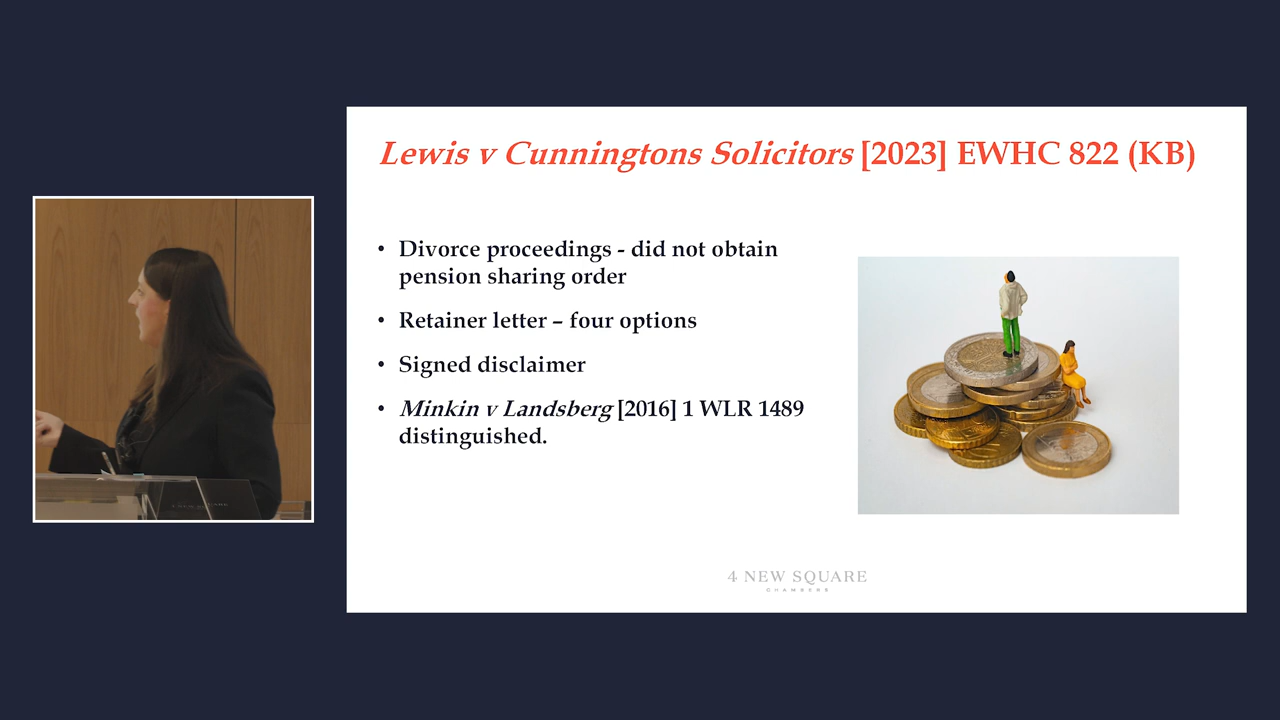 Lewis v Cunningtons Solicitors [2023] EWHC 822 (KB)
• Divorce proceedings - did not obtain
pension sharing order
• Retainer letter – four options
• Signed disclaimer
• Minkin v Landsberg [2016] 1 WLR 1489
distinguished.
4 NEW SQUARE
CHAMBERS